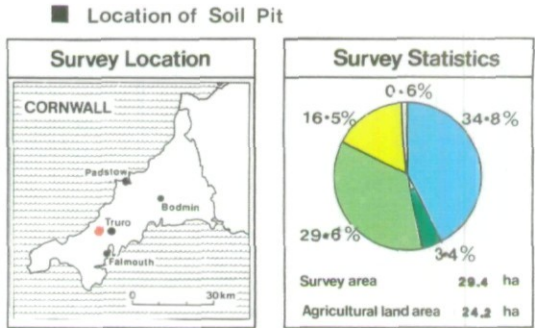 Location of Soil Pit
Survey Location
CORNWALL
Padstow
Bodmin
Truro
Falmouth
0 30km
Survey Statistics
0·6%
16·5%
34·8%
29·6%
3·4%
Survey area 29.4 ha
Agricultural land area 24.2 ha